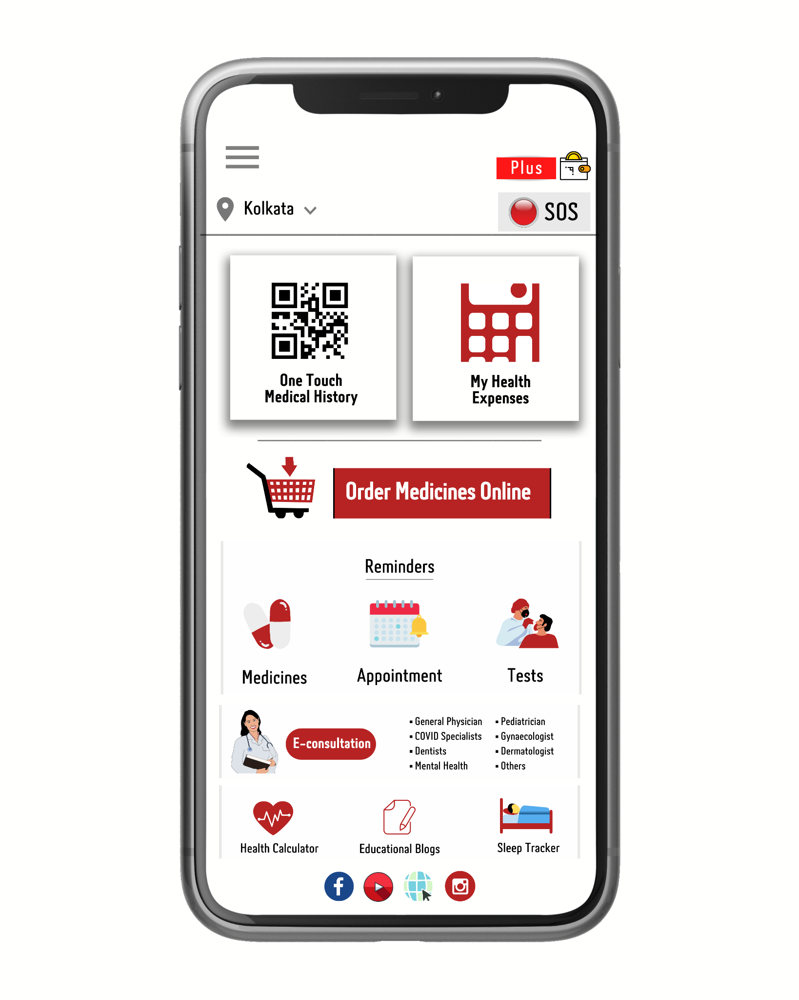 Plus
Kolkata
SOS
One Touch
Medical History
My Health
Expenses
Order Medicines Online
Reminders
Medicines
Appointment
Tests
E-consultation
▪ General Physician
▪ COVID Specialists
▪ Dentists
▪ Mental Health
▪ Pediatrician
▪ Gynaecologist
▪ Dermatologist
▪ Others
Health Calculator
Educational Blogs
Sleep Tracker